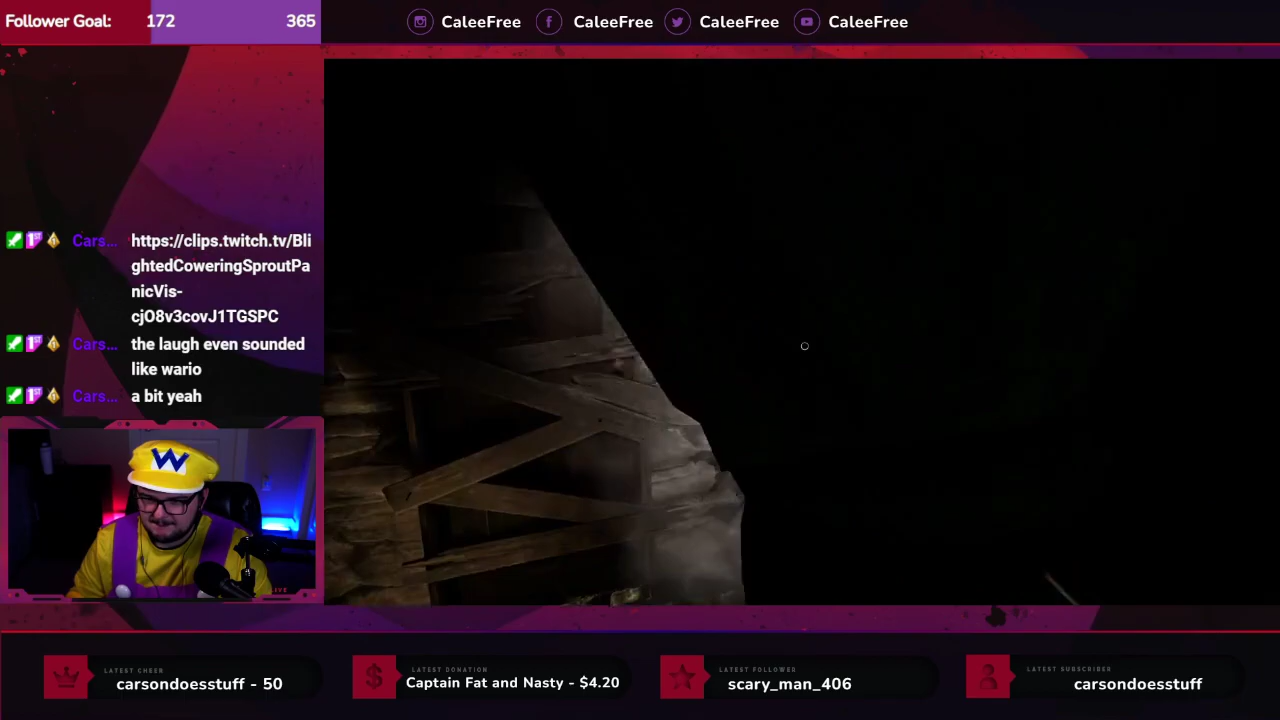 Follower Goal: 172 365
CaleeFree CaleeFree CaleeFree CaleeFree
Cars... https://clips.twitch.tv/Bli
ghtedCoweringSproutPa
nicVis-
cjO8v3covJ1TGSPC
Cars... the laugh even sounded
like wario
Cars... a bit yeah
W
LIVE
LATEST CHEER
carsondoesstuff - 50
LATEST DONATION
Captain Fat and Nasty - $4.20
LATEST FOLLOWER
scary_man_406
LATEST SUBSCRIBER
carsondoesstuff